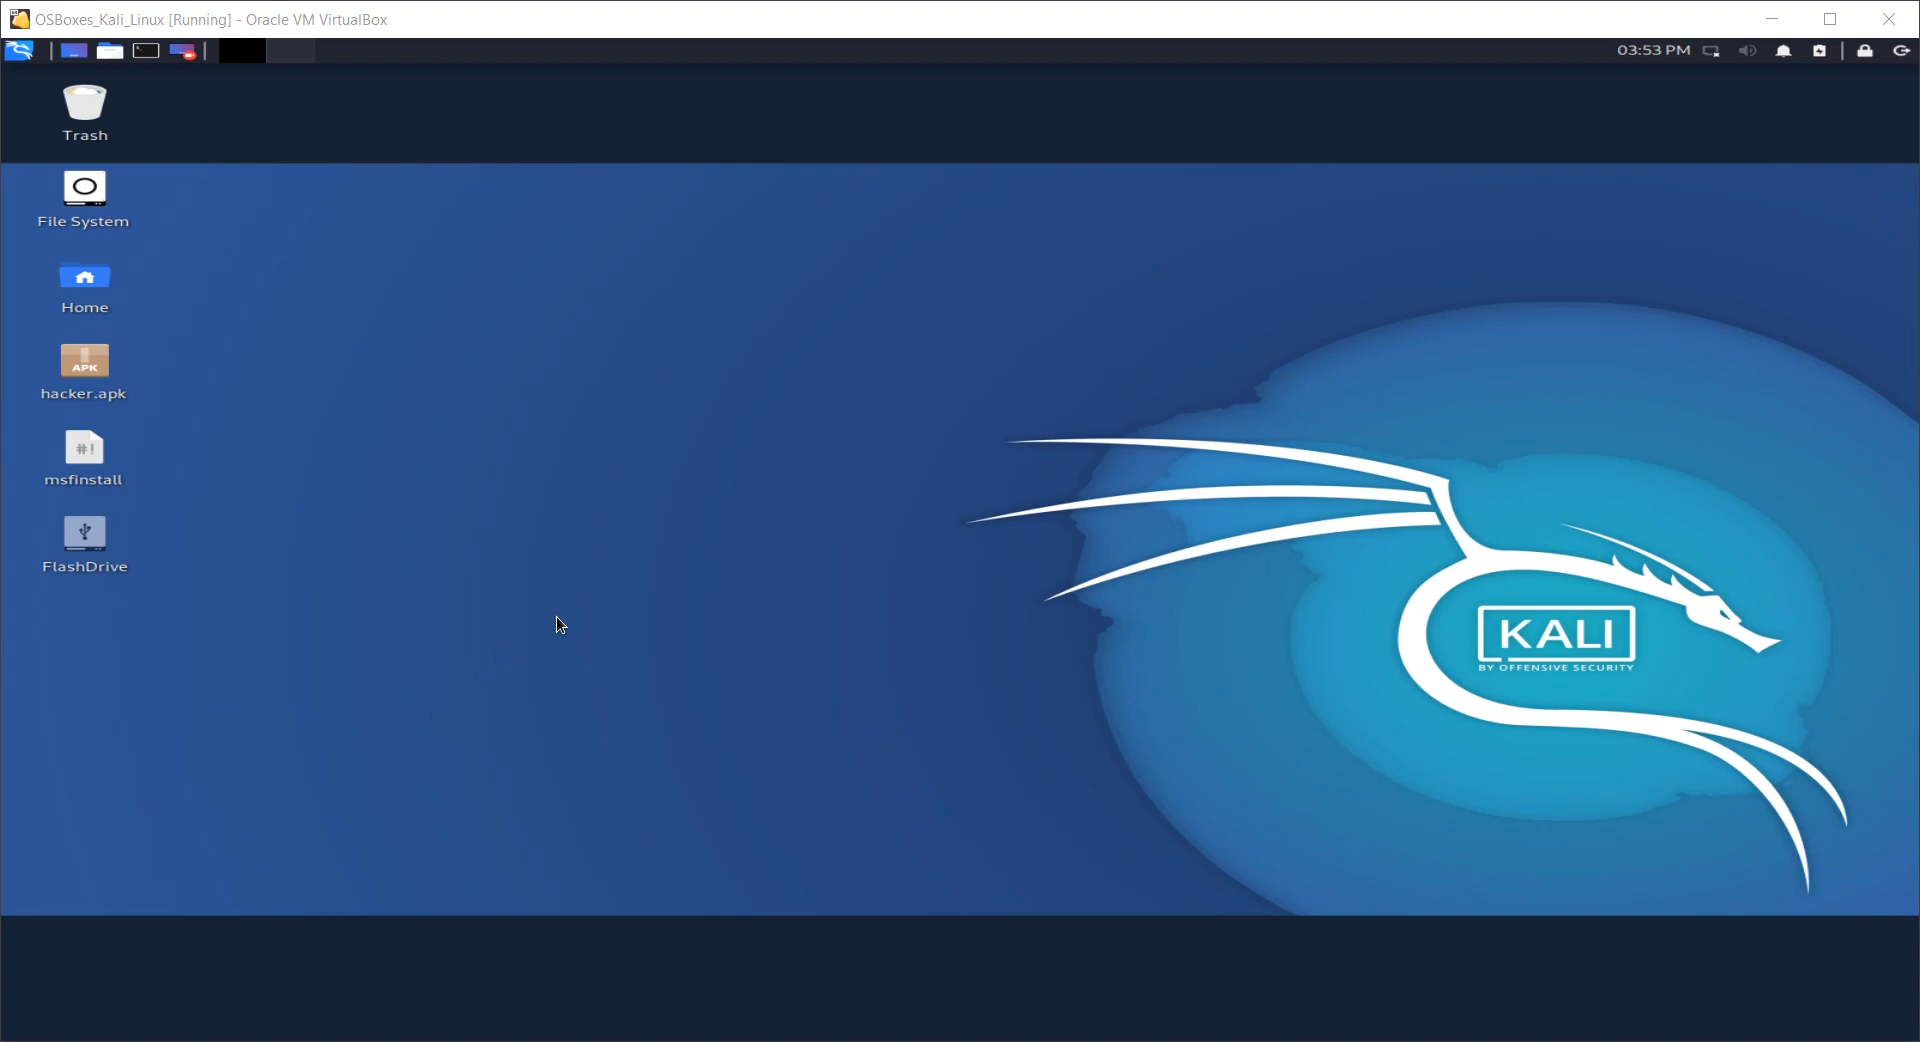 OSBoxes_Kali_Linux [Running] - Oracle VM VirtualBox
03:53 PM
Trash
File System
Home
APK
hacker.apk
#!
msfinstall
FlashDrive
KALI
BY OFFENSIVE SECURITY